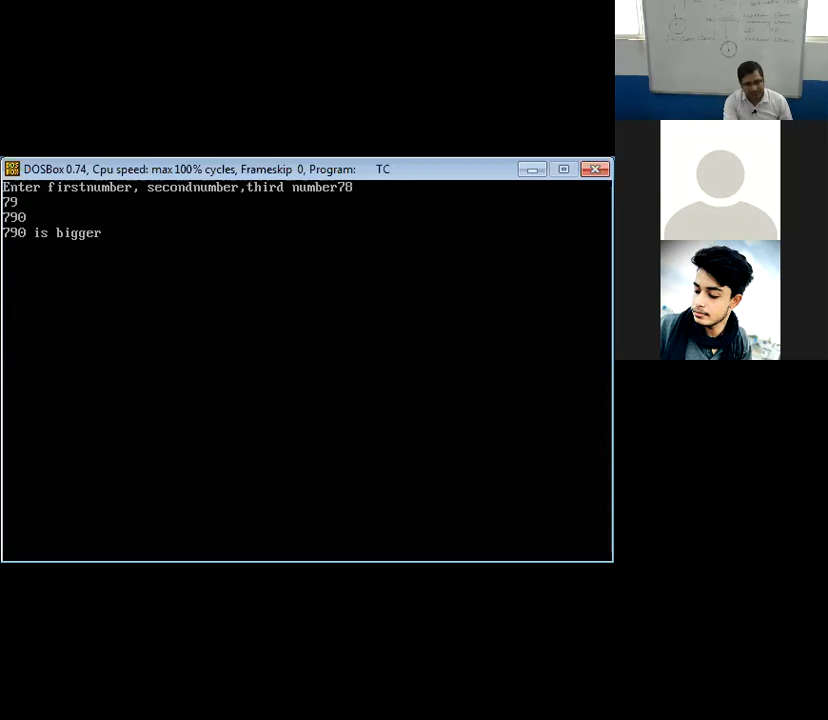 DOSBox 0.74, Cpu speed: max 100% cycles, Frameskip 0, Program: TC
Enter firstnumber, secondnumber,third number78
79
790
790 is bigger